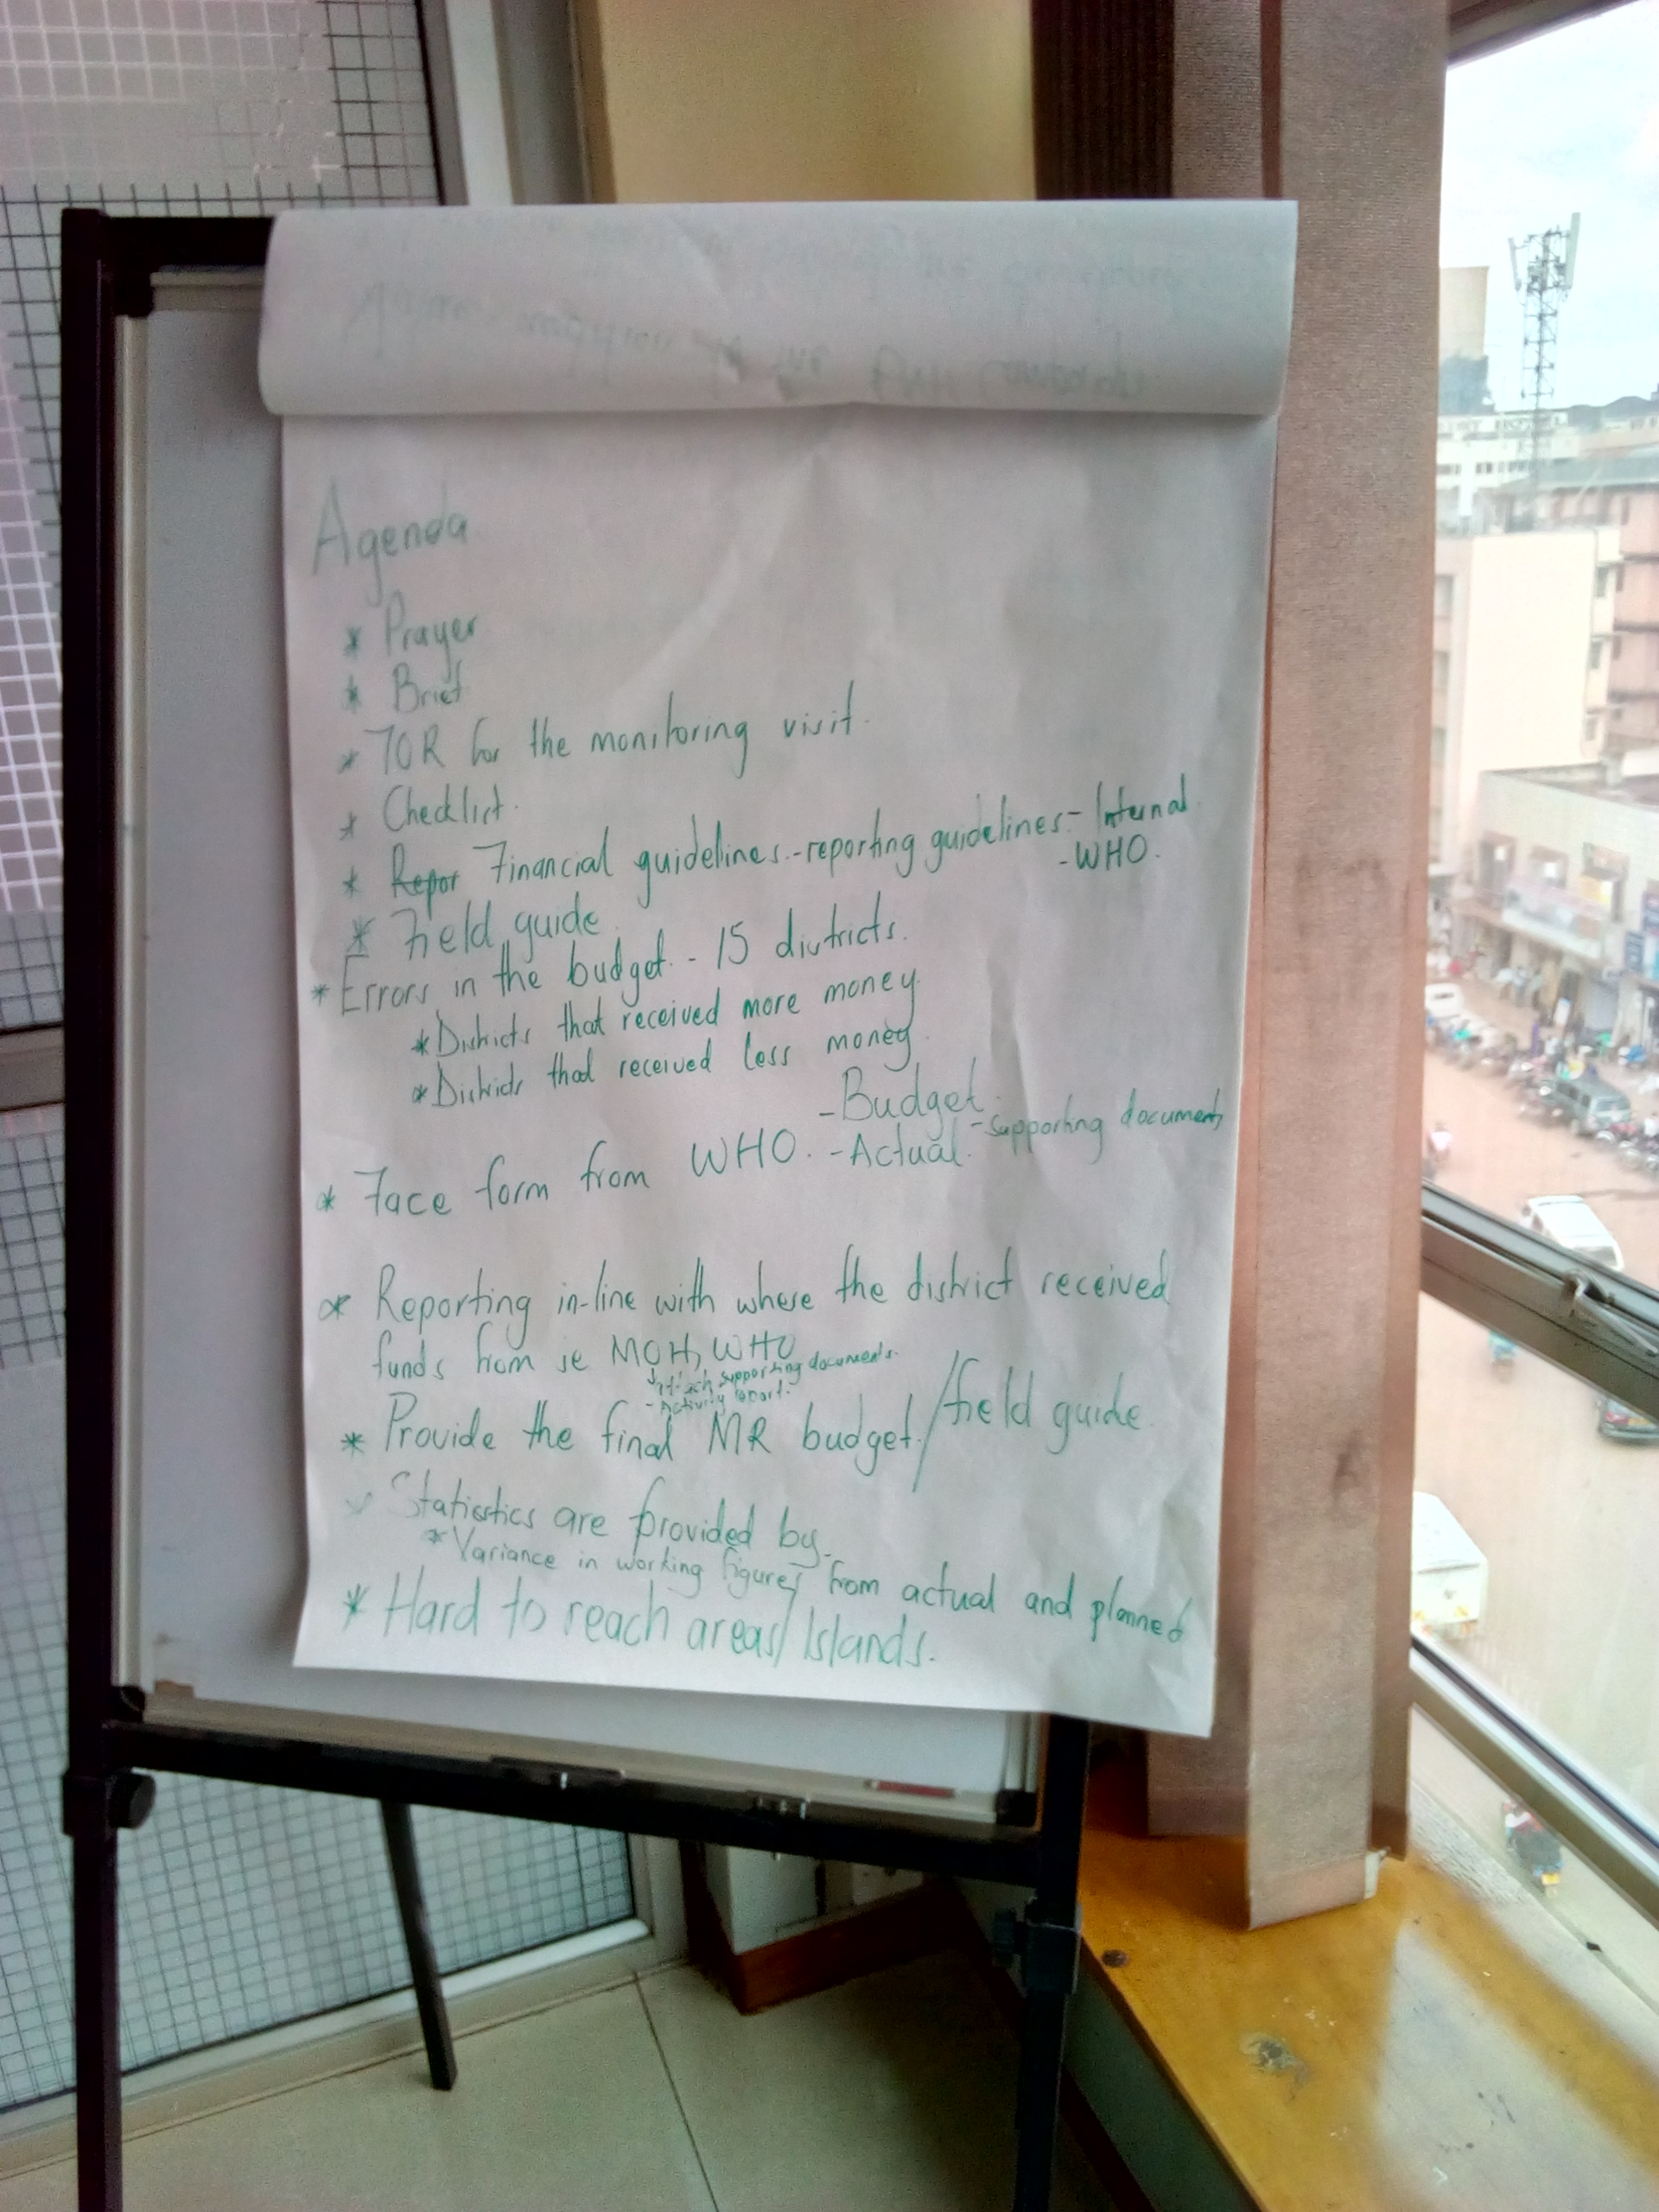 Agenda
* Prayer
* Brief
* TOR for the monitoring visit.
* Checklist.
* Repor Financial guidelines.-reporting guidelines-Internal
-WHO.
* Field guide.
* Errors in the budget. - 15 districts.
* Districts that received more money.
* Districts that received less money.
-Budget.
* Face form from WHO. -Actual. -supporting documents
* Reporting in-line with where the district received
funds from ie MOH, WHO
attach supporting documents.
- Activity report.
* Provide the final MR budget./field guide.
Statisstics are provided by
* Variance in working figures from actual and planned
* Hard to reach areas/Islands.